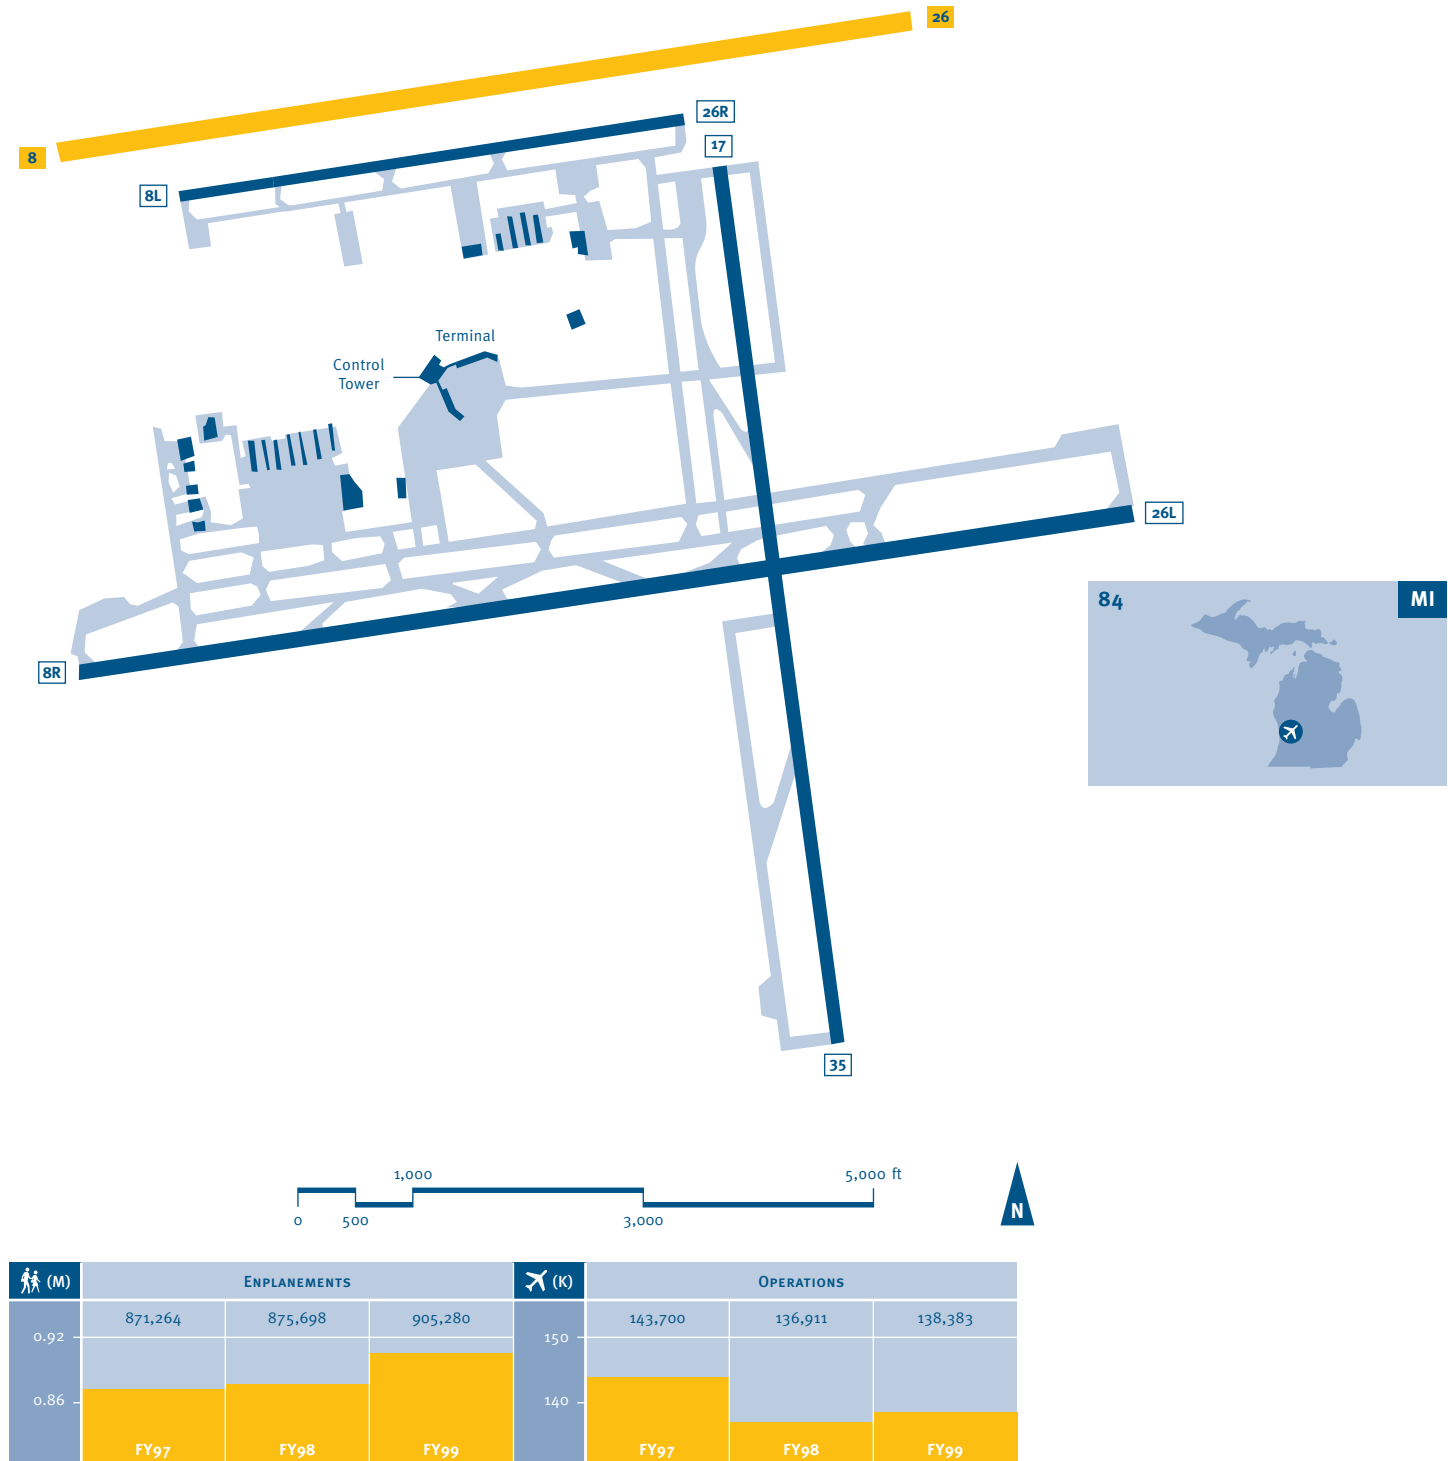 26
26R
17
8
8L
Terminal
Control
Tower
26L
84
MI
8R
35
1,000
5,000 ft
0
500
3,000
N
(M)
ENPLANEMENTS
(K)
OPERATIONS
871,264
875,698
905,280
143,700
136,911
138,383
0.92
150
0.86
140
FY97
FY98
FY99
FY97
FY98
FY99